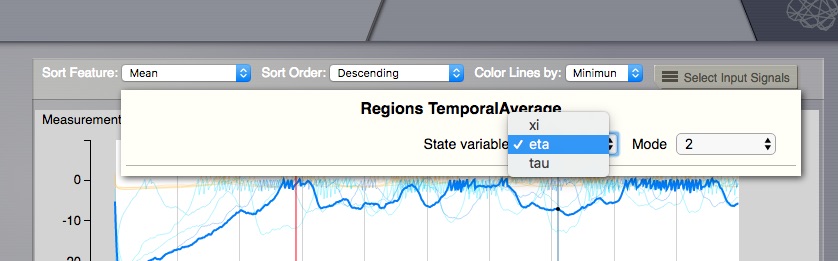 Sort Feature: Mean Sort Order: Descending Color Lines by: Minimun Select Input Signals
Regions TemporalAverage
Measurement
xi
State variable ✓ eta Mode 2
tau
0
-10